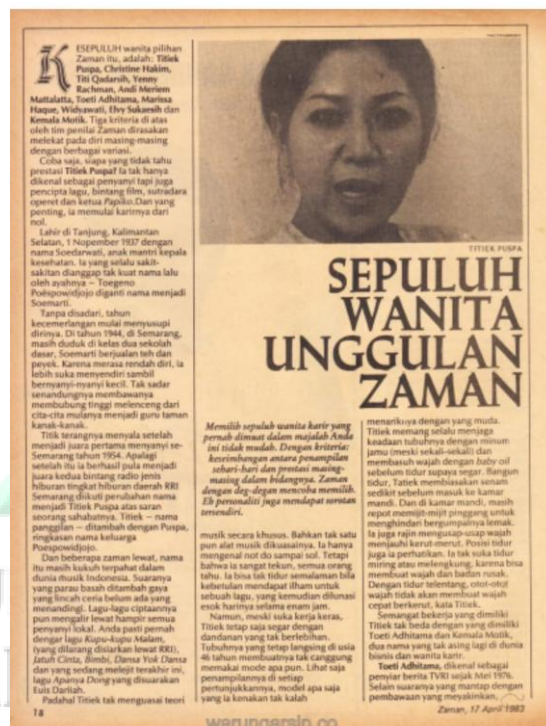 KESEPULUH wanita pilihan
Zaman itu, adalah: Titiek
Puspa, Christine Hakim,
Titi Qadarsih, Yenny
Rachman, Andi Meriem
Mattalatta, Toeti Adhitama, Marissa
Haque, Widyawati, Elvy Sukaesih dan
Kemala Motik. Tiga kriteria di atas
oleh tim penilai Zaman dirasakan
melekat pada diri masing-masing
dengan berbagai variasi.
Coba saja, siapa yang tidak tahu
prestasi Titiek Puspa? Ia tak hanya
dikenal sebagai penyanyi tapi juga
pencipta lagu, bintang film, sutradara
operet dan ketua Papiko.Dan yang
penting, ia memulai karirnya dari
nol.
Lahir di Tanjung, Kalimantan
Selatan, 1 Nopember 1937 dengan
nama Soedarwati, anak mantri kepala
kesehatan. Ia yang selalu sakit-
sakitan dianggap tak kuat nama lalu
oleh ayahnya — Toegeno
Poespowidjojo diganti nama menjadi
Soemarti.
Tanpa disadari, tahun
kecemerlangan mulai menyusupi
dirinya. Di tahun 1944, di Semarang,
masih duduk di kelas dua sekolah
dasar, Soemarti berjualan teh dan
peyek. Karena merasa rendah diri, ia
lebih suka menyendiri sambil
bernyanyi-nyanyi kecil. Tak sadar
senandungnya membawanya
membubung tinggi melenceng dari
cita-cita mulanya menjadi guru taman
kanak-kanak.
Titik terangnya menyala setelah
menjadi juara pertama menyanyi se-
Semarang tahun 1954. Apalagi
setelah itu ia berhasil pula menjadi
juara kedua bintang radio jenis
hiburan tingkat hiburan daerah RRI
Semarang diikuti perubahan nama
menjadi Titiek Puspa atas saran
seorang sahabatnya. Titiek — nama
panggilan — ditambah dengan Puspa,
ringkasan nama keluarga
Poespowidjojo.
Dan beberapa zaman lewat, nama
itu masih kukuh terpahat dalam
dunia musik Indonesia. Suaranya
yang parau basah ditambah gaya
yang lincah ceria belum ada yang
menandingi. Lagu-lagu ciptaannya
pun mengalir lewat hampir semua
penyanyi lokal. Anda pasti pernah
dengar lagu Kupu-kupu Malam,
(yang dilarang disiarkan lewat RRI),
Jatuh Cinta, Bimbi, Dansa Yok Dansa
dan yang sedang melejit terakhir ini,
lagu Apanya Dong yang disuarakan
Euis Darliah.
Padahal Titiek tak menguasai teori
TITIEK PUSPA
SEPULUH
WANITA
UNGGULAN
ZAMAN
Memilih sepuluh wanita karir yang
pernah dimuat dalam majalah Anda
ini tidak mudah. Dengan kriteria:
keseimbangan antara penampilan
sehari-hari dan prestasi masing-
masing dalam bidangnya. Zaman
dengan deg-degan mencoba memilih.
Eh personaliti juga mendapat sorotan
tersendiri.
musik secara khusus. Bahkan tak satu
pun alat musik dikuasainya. Ia hanya
mengenal not do sampai sol. Tetapi
bahwa ia sangat tekun, semua orang
tahu. Ia bisa tak tidur semalaman bila
kebetulan mendapat ilham untuk
sebuah lagu, yang kemudian dilunasi
esok harinya selama enam jam.
Namun, meski suka kerja keras,
Titiek tetap saja segar dengan
dandanan yang tak berlebihan.
Tubuhnya yang tetap langsing di usia
46 tahun membuatnya tak canggung
memakai mode apa pun. Lihat saja
penampilannya di setiap
pertunjukkannya, model apa saja
yang ia kenakan tak kalah
menariknya dengan yang muda.
Titiek memang selalu menjaga
keadaan tubuhnya dengan minum
jamu (meski sekali-sekali) dan
membasuh wajah dengan baby oil
sebelum tidur supaya segar. Bangun
tidur, Tatiek membiasakan senam
sedikit sebelum masuk ke kamar
mandi. Dan di kamar mandi, masih
repot memijit-mijit pinggang untuk
menghindari bergumpalnya lemak.
Ia juga rajin mengusap-usap wajah
menjauhi kerut-merut. Posisi tidur
juga ia perhatikan. Ia tak suka tidur
miring atau melengkung, karena bisa
membuat wajah dan badan rusak.
Dengan tidur telentang, otot-otot
wajah tidak akan membuat wajah
cepat berkerut, kata Titiek.
Semangat bekerja yang dimiliki
Titiek tak beda dengan yang dimiliki
Toeti Adhitama dan Kemala Motik,
dua nama yang tak asing lagi di dunia
bisnis dan wanita karir.
Toeti Adhitama, dikenal sebagai
penyiar berita TVRI sejak Mei 1976.
Selain suaranya yang mantap dengan
pembawaan yang meyakinkan,
18
Zaman, 17 April 1983
warungarsip.co